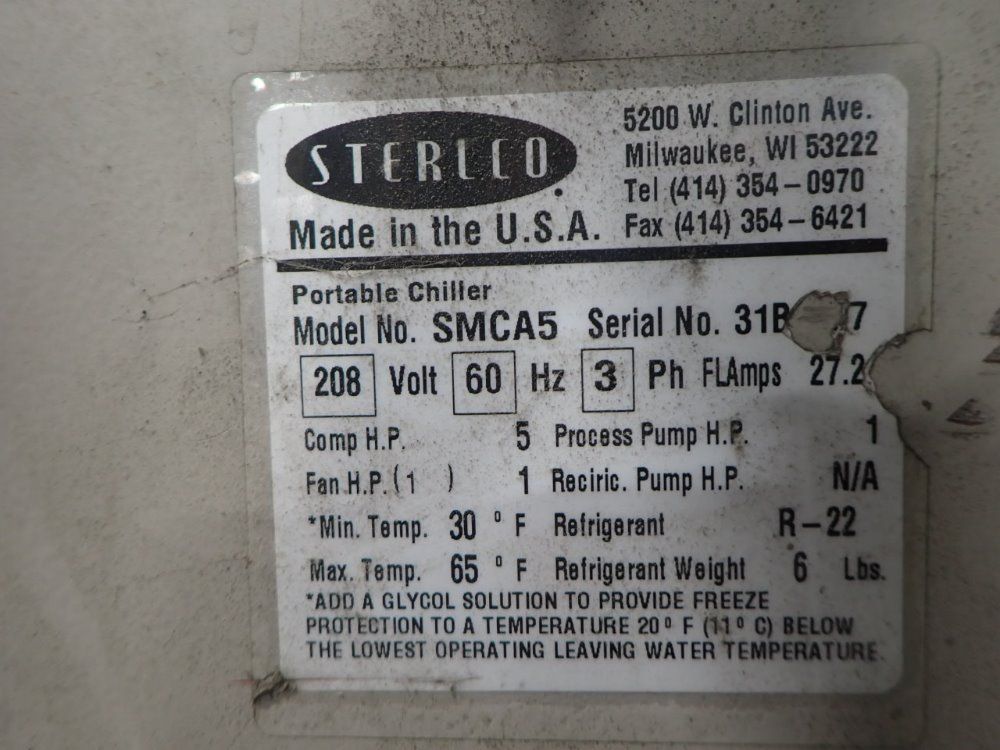 STERLCO
5200 W. Clinton Ave.
Milwaukee, WI 53222
Tel (414) 354-0970
Fax (414) 354-6421
Made in the U.S.A.
Portable Chiller
Model No. SMCA5 Serial No.
208 Volt 60 Hz 3 Ph FLAmps 27.2
Comp H.P. 5 Process Pump H.P. 1
Fan H.P. (1 ) 1 Reciric. Pump H.P. N/A
*Min. Temp. 30 ° F Refrigerant R-22
Max. Temp. 65 ° F Refrigerant Weight 6 Lbs.
*ADD A GLYCOL SOLUTION TO PROVIDE FREEZE
PROTECTION TO A TEMPERATURE 20° F (11° C) BELOW
THE LOWEST OPERATING LEAVING WATER TEMPERATURE.